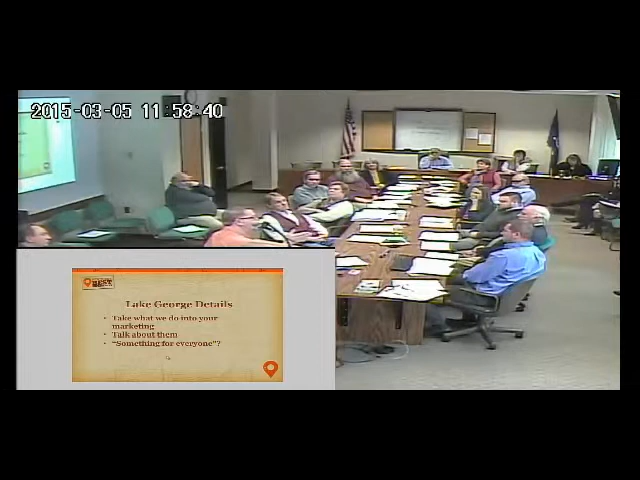 2015-03-05 11:58:40
BEST
Lake George Details
• Take what we do into your
marketing
• Talk about them
• “Something for everyone”?